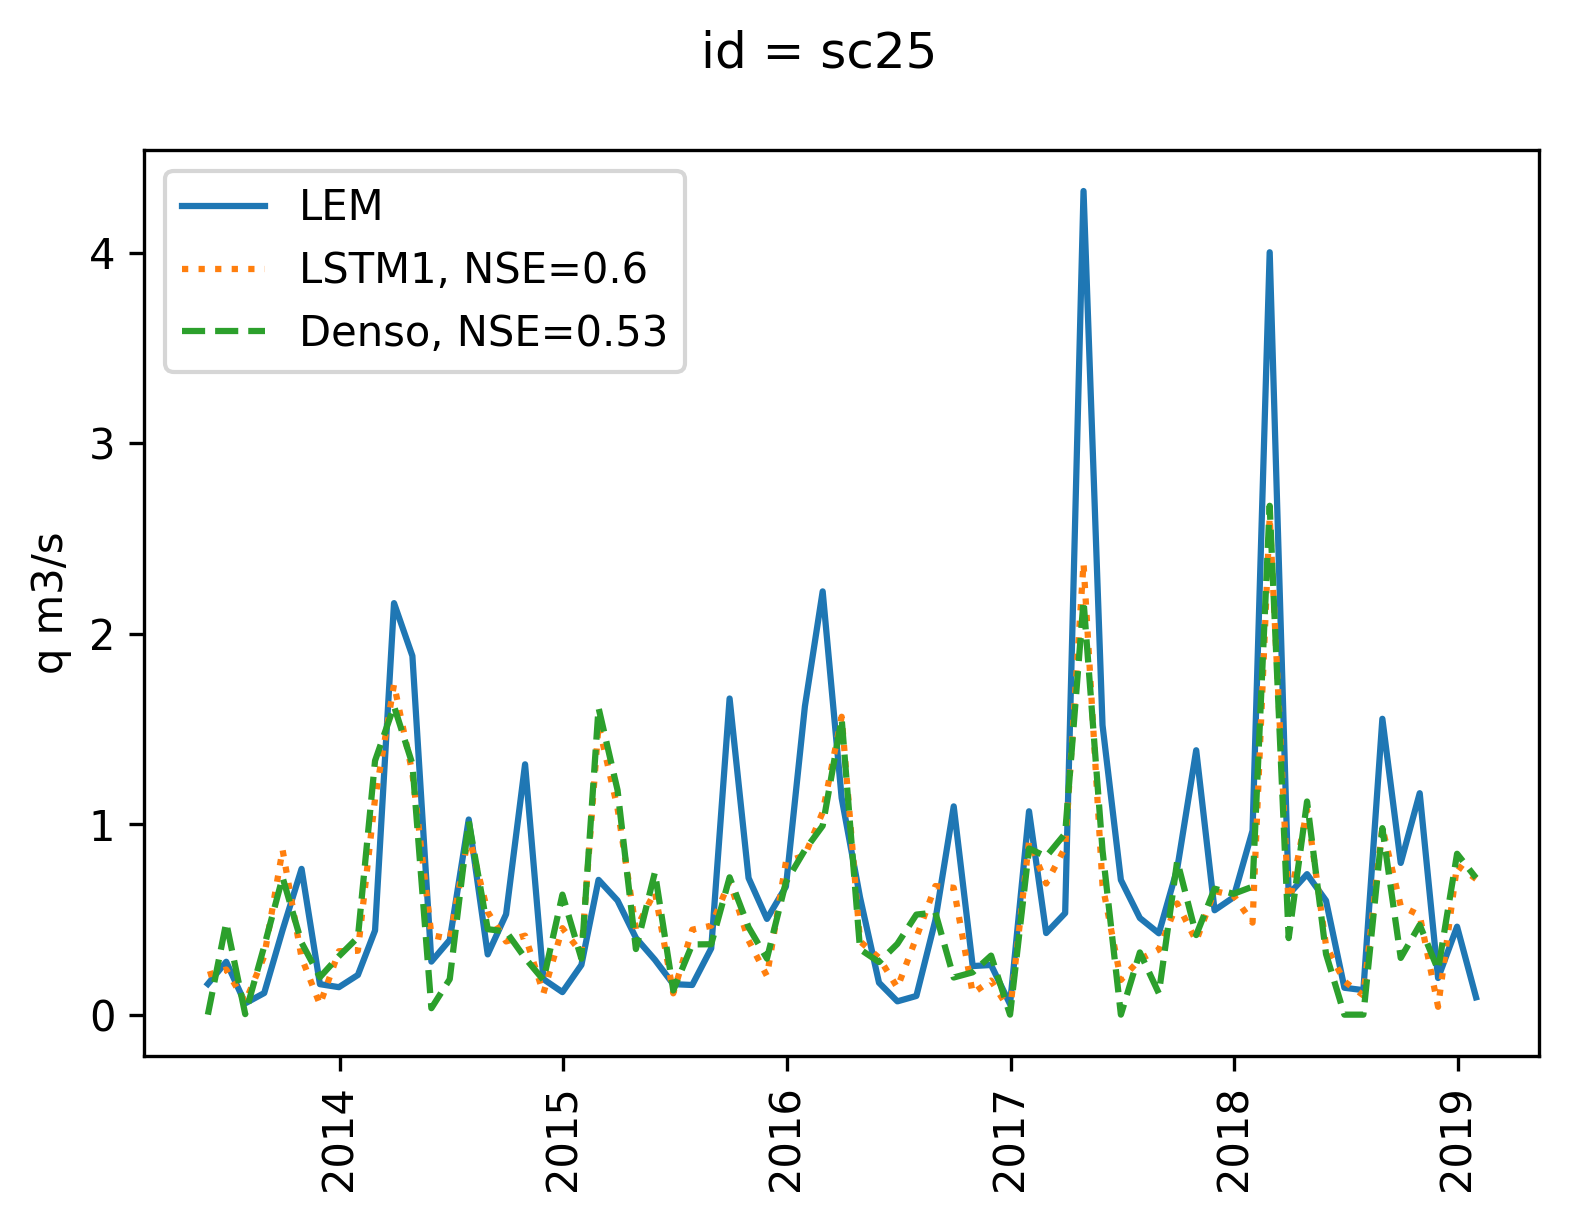 id = sc25
LEM
LSTM1, NSE=0.6
Denso, NSE=0.53
q m3/s
4
3
2
1
0
2014
2015
2016
2017
2018
2019